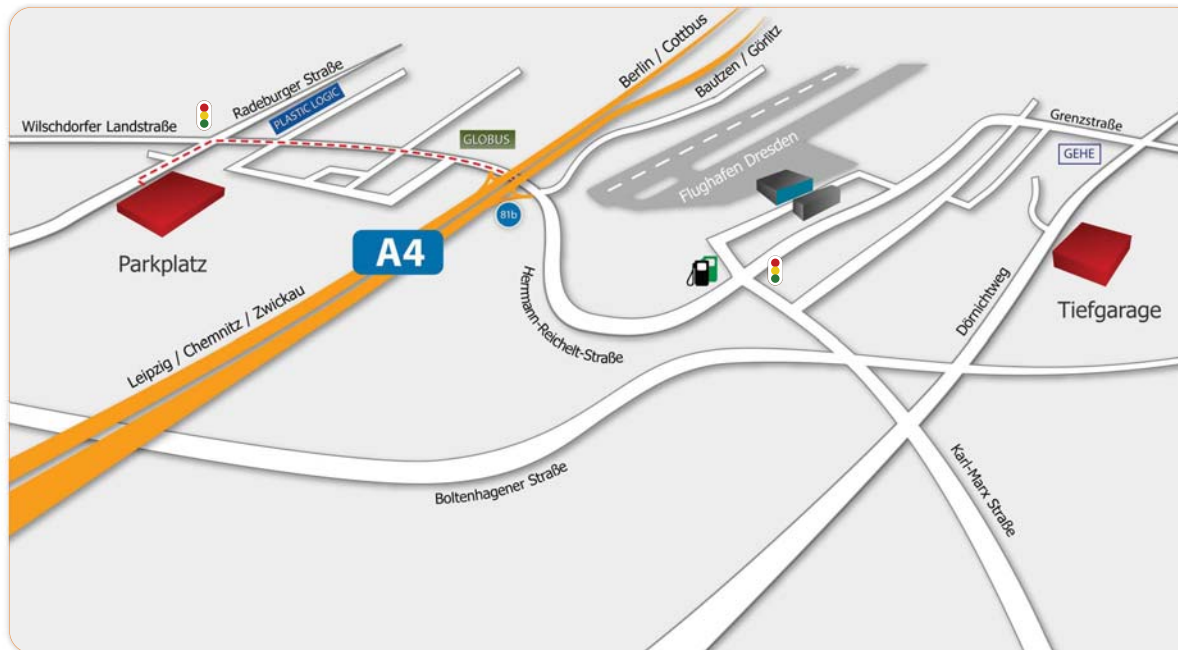 Berlin / Cottbus
Bautzen / Görlitz
Radeburger Straße
PLASTIC LOGIC
Wilschdorfer Landstraße
GLOBUS
Grenzstraße
GEHE
Flughafen Dresden
81b
A4
Parkplatz
Herrmann-Reichelt-Straße
Dörnichtweg
Tiefgarage
Leipzig / Chemnitz / Zwickau
Boltenhagener Straße
Karl-Marx Straße